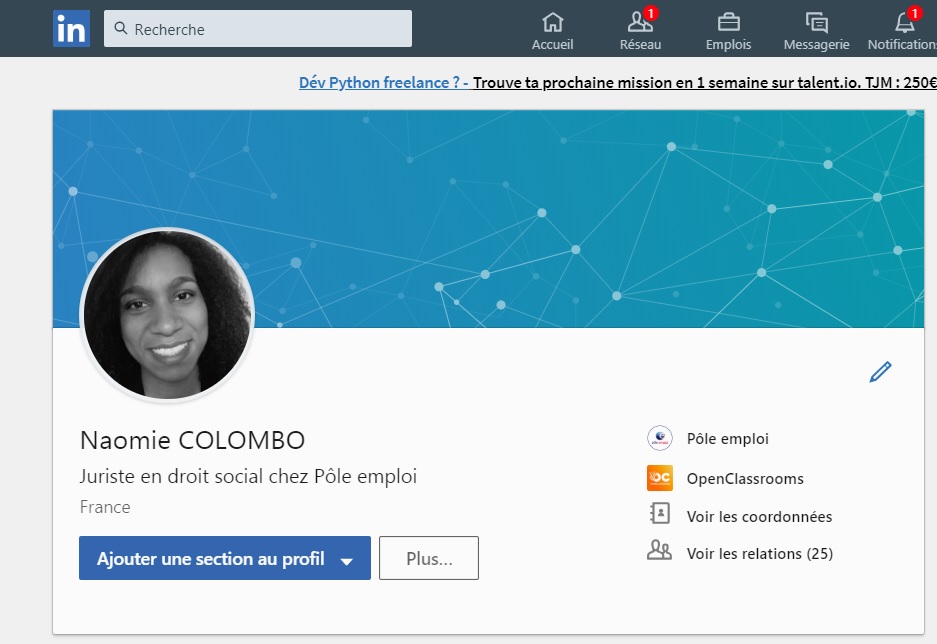 in
Recherche
1
1
Accueil
Réseau
Emplois
Messagerie
Notification
Dév Python freelance ? - Trouve ta prochaine mission en 1 semaine sur talent.io. TJM : 250€
Naomie COLOMBO
Juriste en droit social chez Pôle emploi
France
Ajouter une section au profil
Plus...
Pôle emploi
OC
OpenClassrooms
Voir les coordonnées
Voir les relations (25)